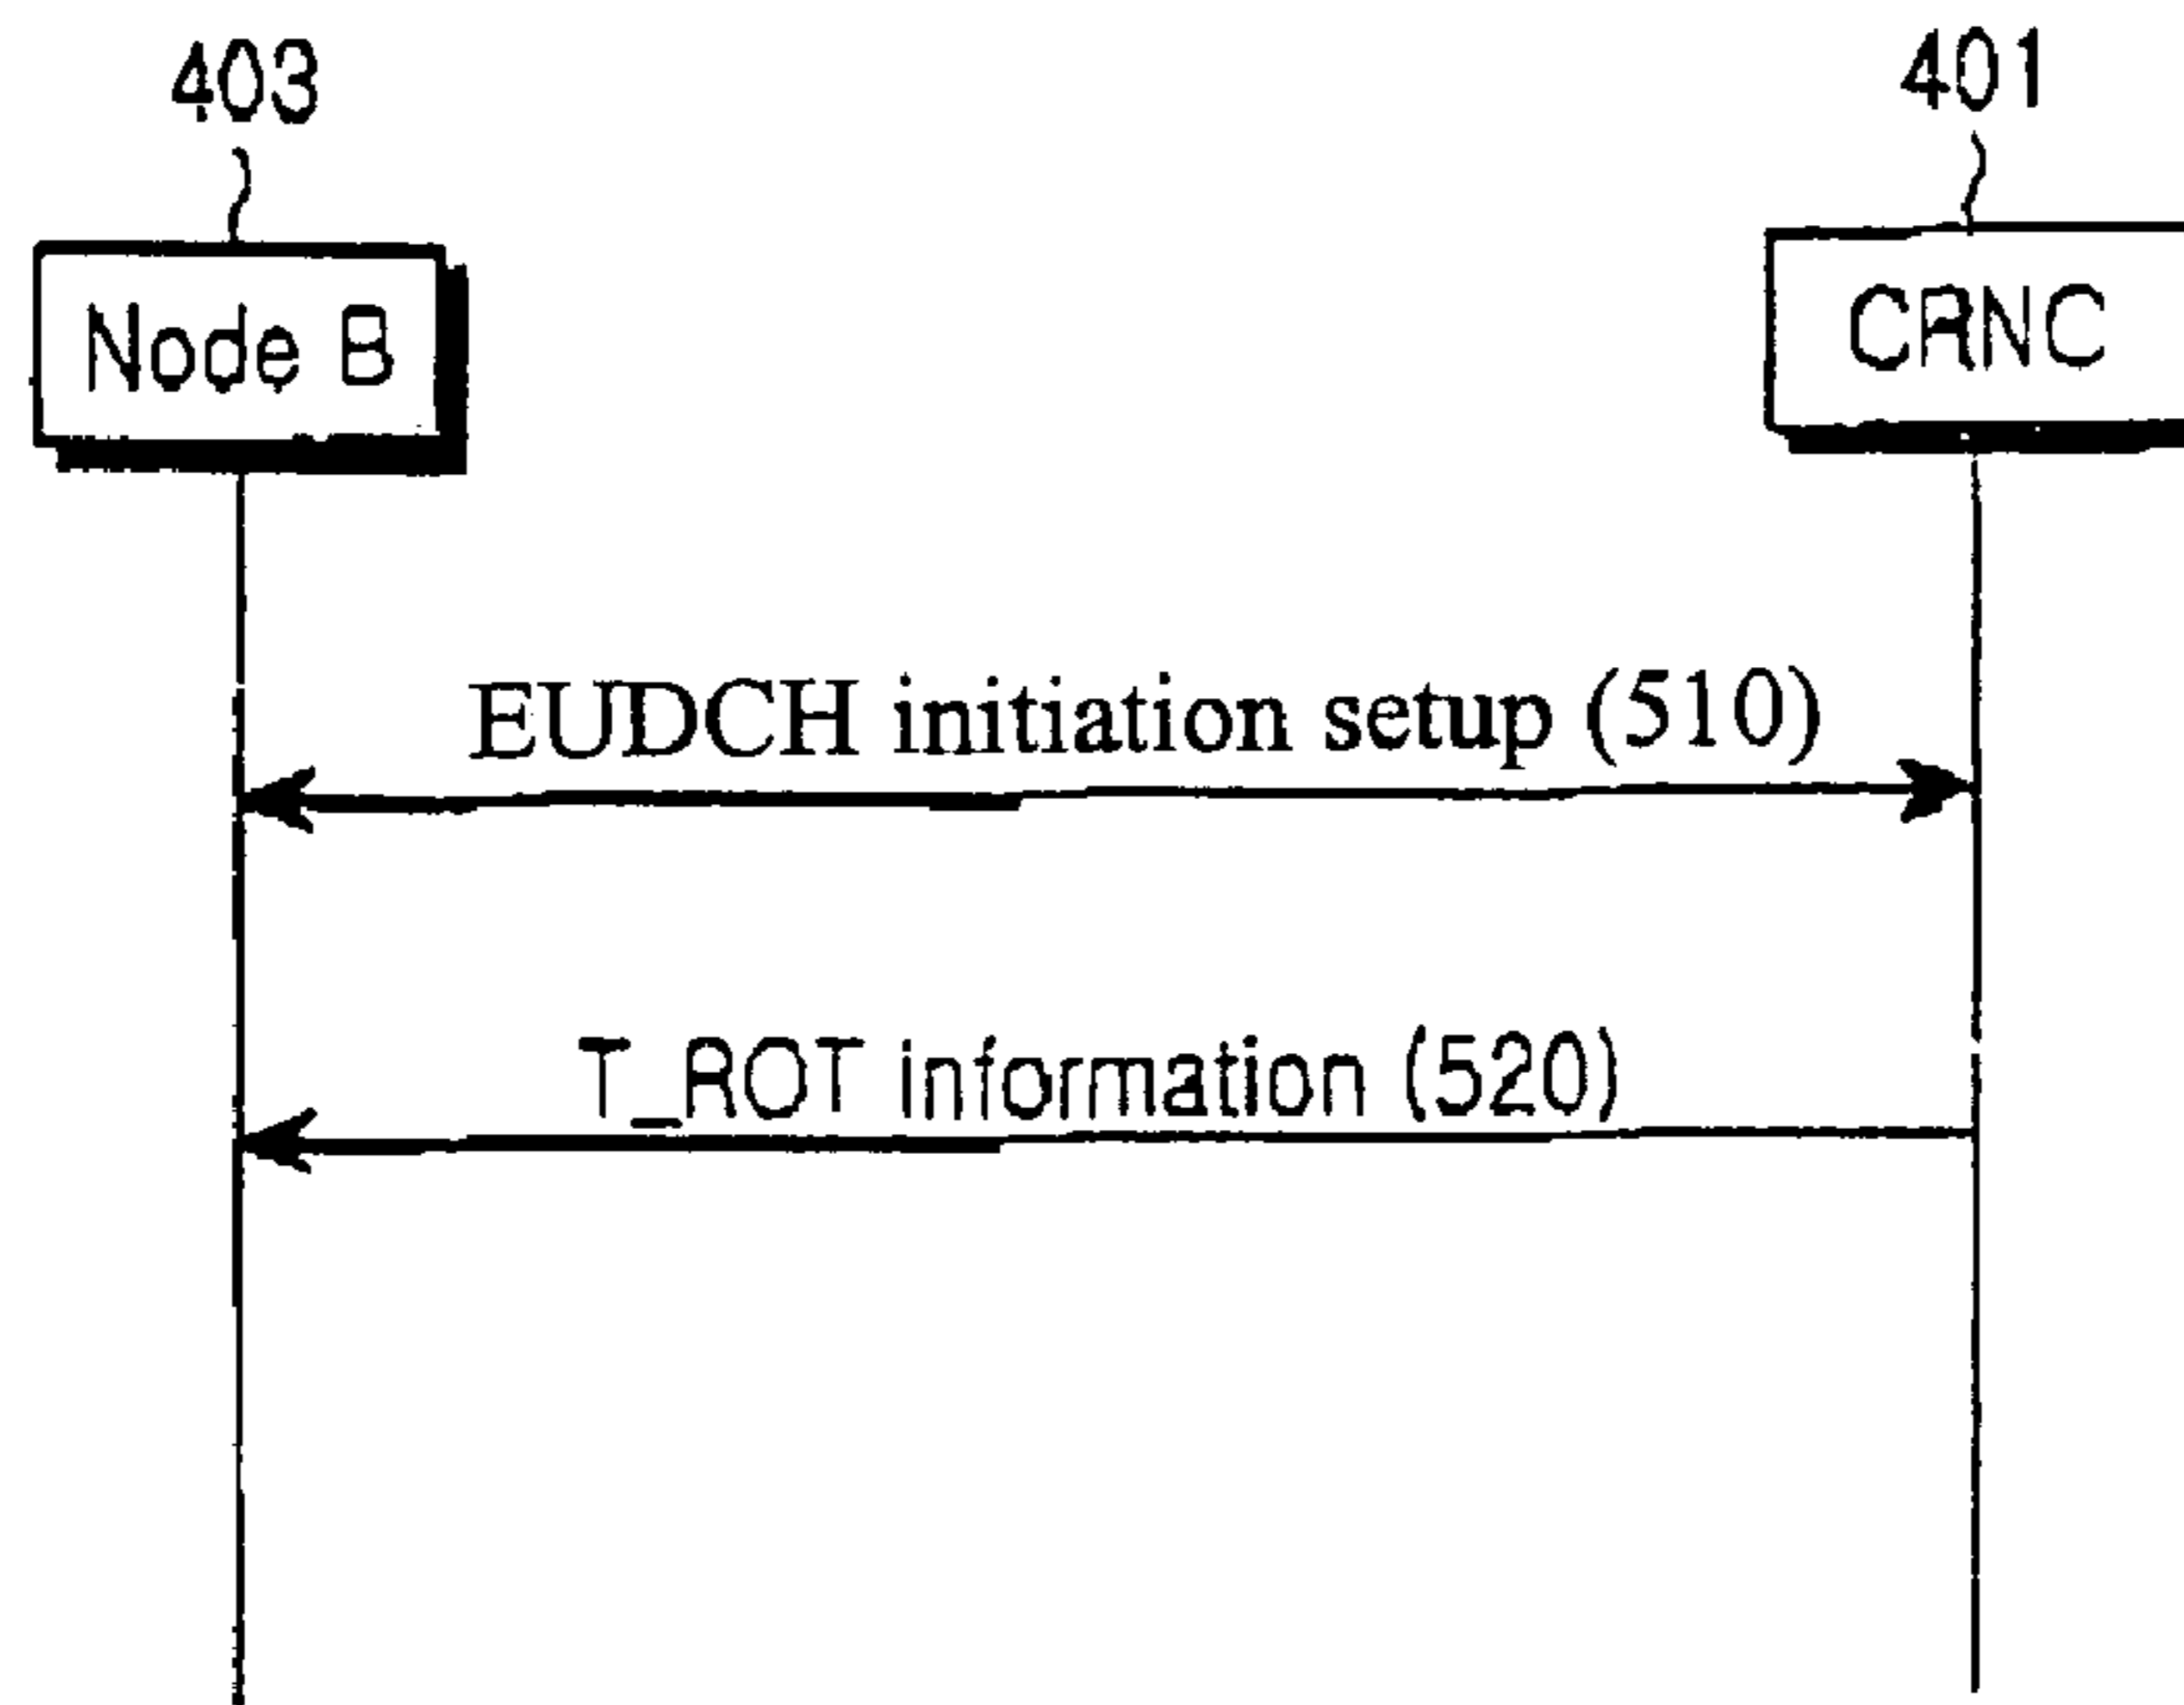 403
401
Node B
CRNC
EUDCH initiation setup (510)
T_ROT information (520)